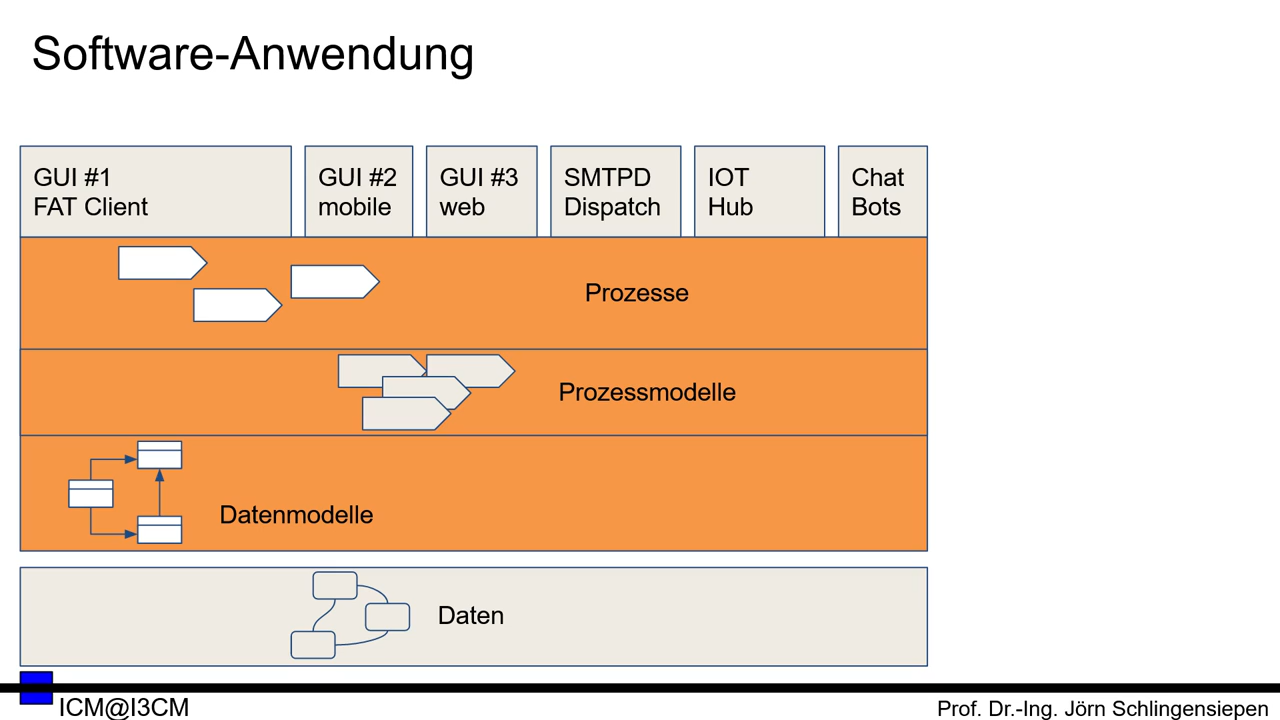 Software-Anwendung
GUI #1
FAT Client
GUI #2
mobile
GUI #3
web
SMTPD
Dispatch
IOT
Hub
Chat
Bots
Prozesse
Prozessmodelle
Datenmodelle
Daten
ICM@I3CM
Prof. Dr.-Ing. Jörn Schlingensiepen